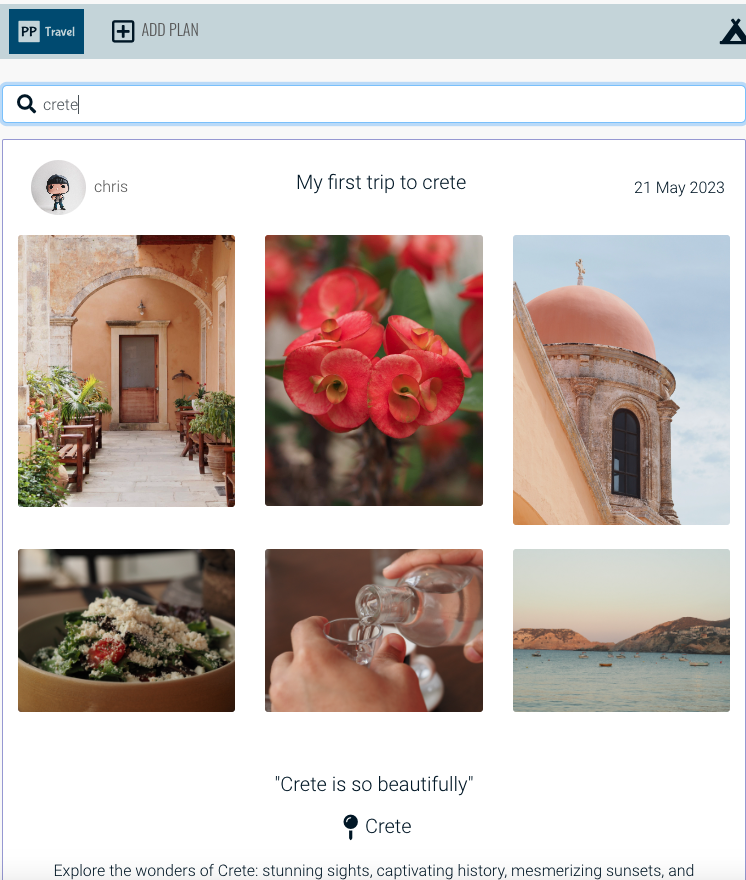 PP Travel
ADD PLAN
crete
chris
My first trip to crete
21 May 2023
"Crete is so beautifully"
Crete
Explore the wonders of Crete: stunning sights, captivating history, mesmerizing sunsets, and